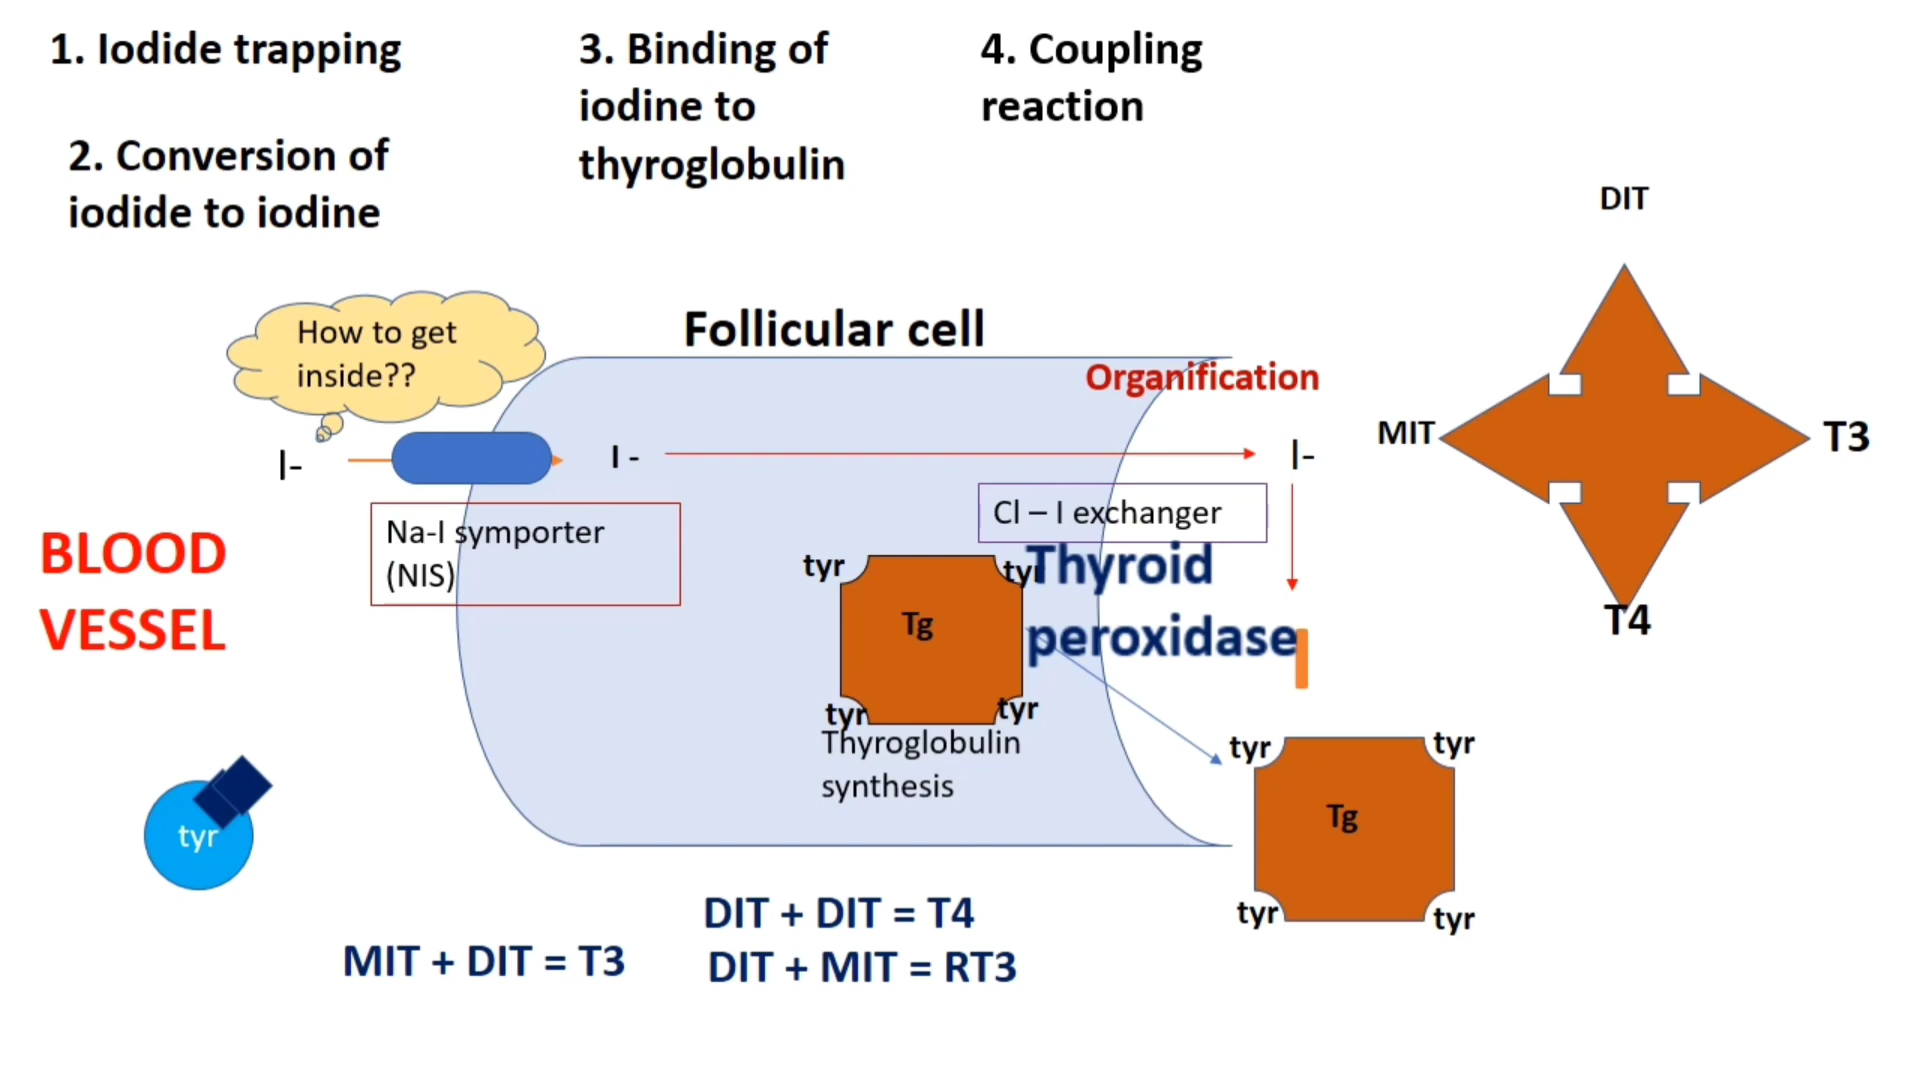 1. Iodide trapping
2. Conversion of
iodide to iodine
3. Binding of
iodine to
thyroglobulin
4. Coupling
reaction
DIT
MIT
T3
T4
How to get
inside??
Follicular cell
Organification
I-
I -
I-
Na-I symporter
(NIS)
Cl – I exchanger
BLOOD
VESSEL
Thyroid
peroxidase
tyr
tyr
Tg
tyr
tyr
Thyroglobulin
synthesis
tyr
tyr
Tg
tyr
tyr
tyr
MIT + DIT = T3
DIT + DIT = T4
DIT + MIT = RT3